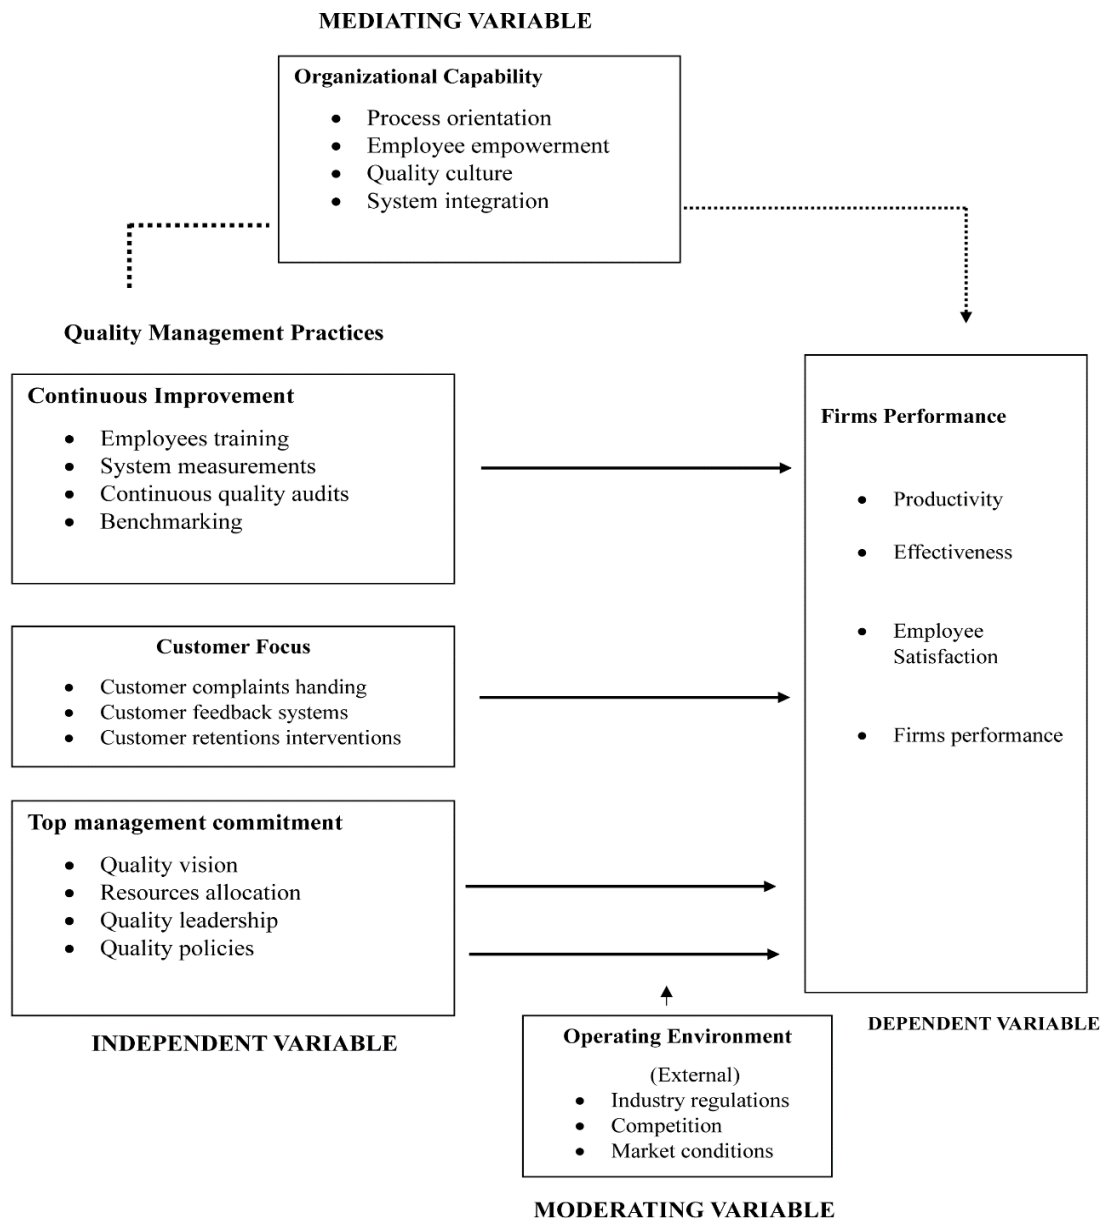 MEDIATING VARIABLE
Organizational Capability
• Process orientation
• Employee empowerment
• Quality culture
• System integration
Quality Management Practices
Continuous Improvement
• Employees training
• System measurements
• Continuous quality audits
• Benchmarking
Customer Focus
• Customer complaints handing
• Customer feedback systems
• Customer retentions interventions
Top management commitment
• Quality vision
• Resources allocation
• Quality leadership
• Quality policies
INDEPENDENT VARIABLE
Firms Performance
• Productivity
• Effectiveness
• Employee
Satisfaction
• Firms performance
DEPENDENT VARIABLE
Operating Environment
(External)
• Industry regulations
• Competition
• Market conditions
MODERATING VARIABLE